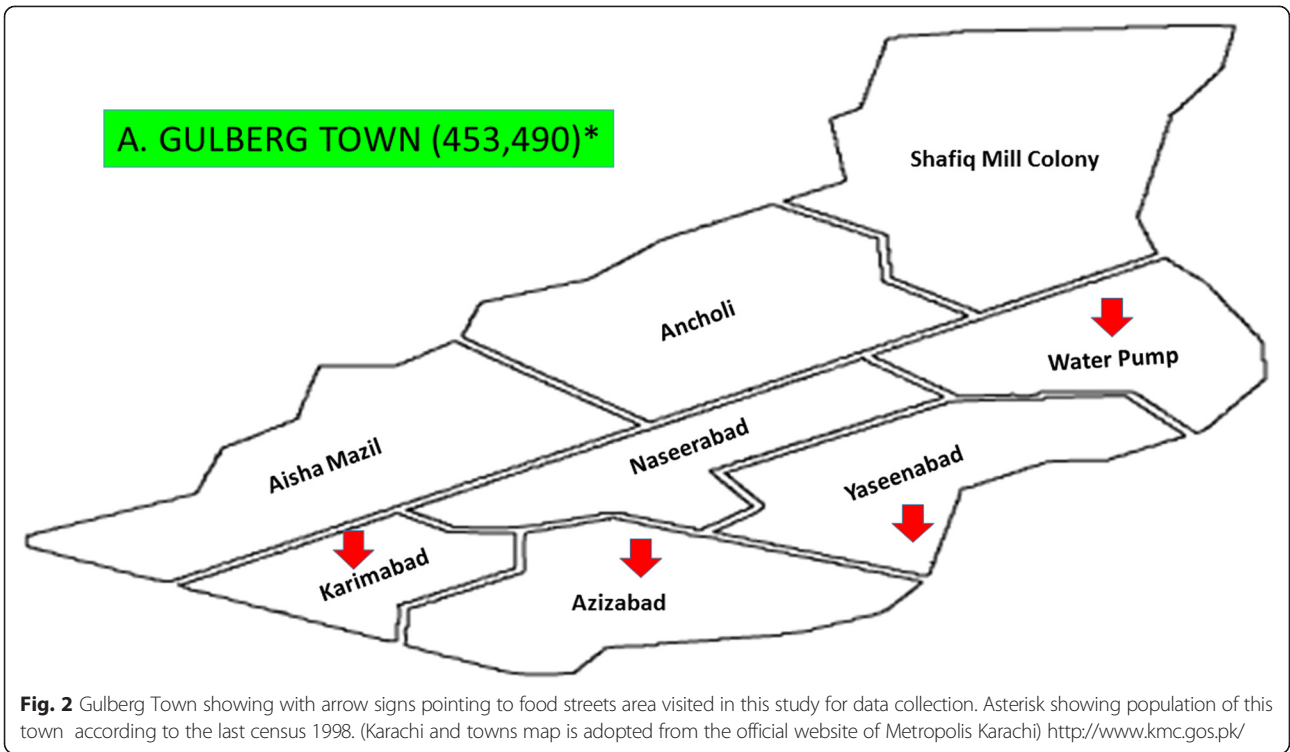 A. GULBERG TOWN (453,490)*
Shafiq Mill Colony
Ancholi
Water Pump
Aisha Mazil
Naseerabad
Yaseenabad
Karimabad
Azizabad
Fig. 2 Gulberg Town showing with arrow signs pointing to food streets area visited in this study for data collection. Asterisk showing population of this
town according to the last census 1998. (Karachi and towns map is adopted from the official website of Metropolis Karachi) http://www.kmc.gos.pk/